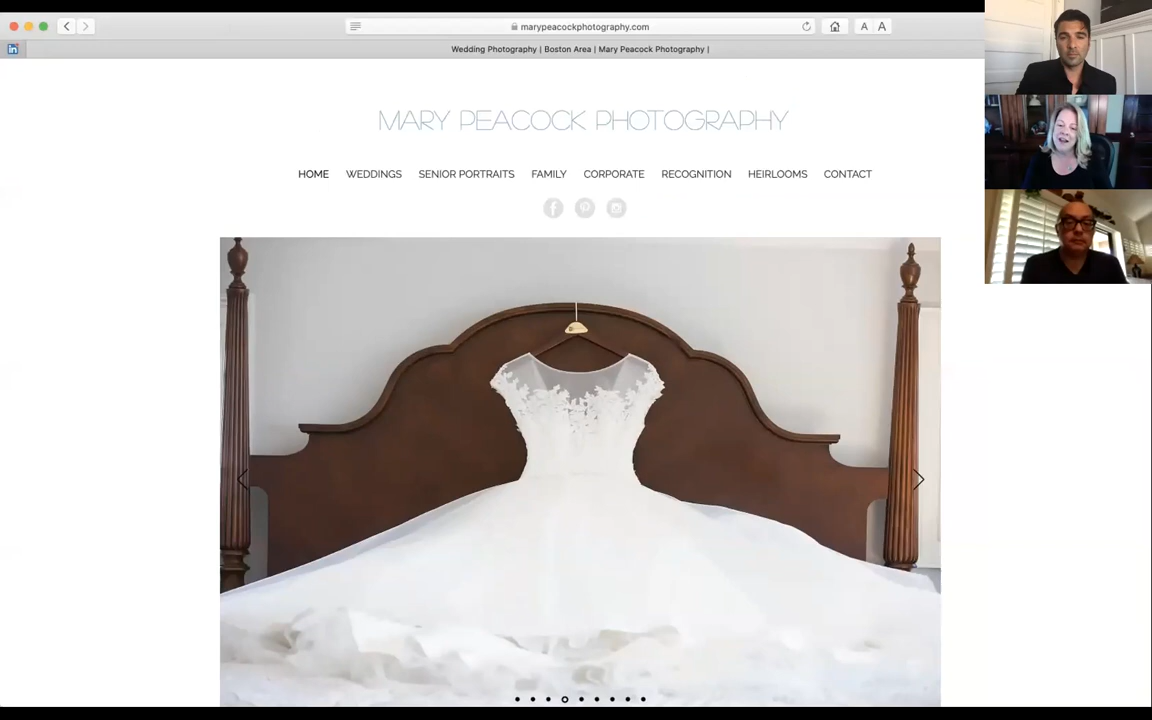 marypeacockphotography.com
A A
Wedding Photography | Boston Area | Mary Peacock Photography |
MARY PEACOCK PHOTOGRAPHY
HOME WEDDINGS SENIOR PORTRAITS FAMILY CORPORATE RECOGNITION HEIRLOOMS CONTACT